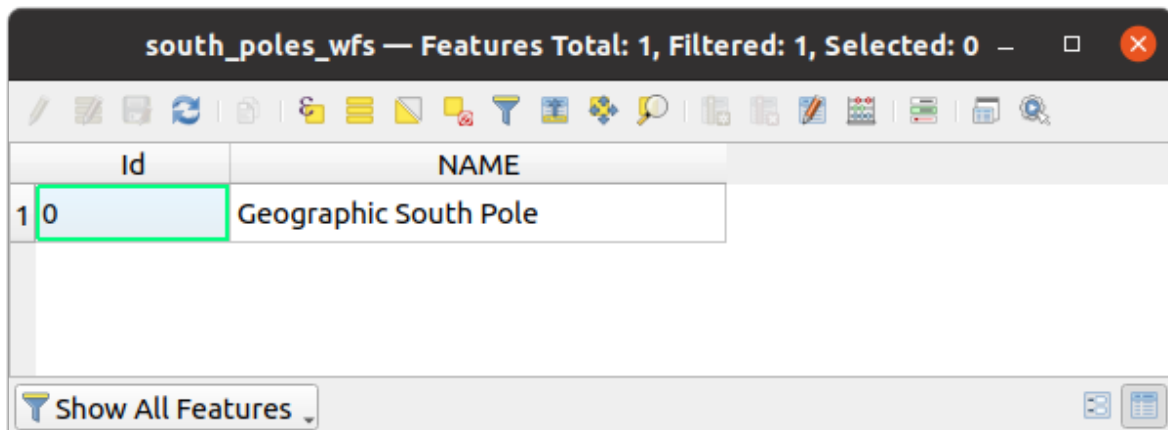 south_poles_wfs — Features Total: 1, Filtered: 1, Selected: 0
Id NAME
1 0 Geographic South Pole
Show All Features